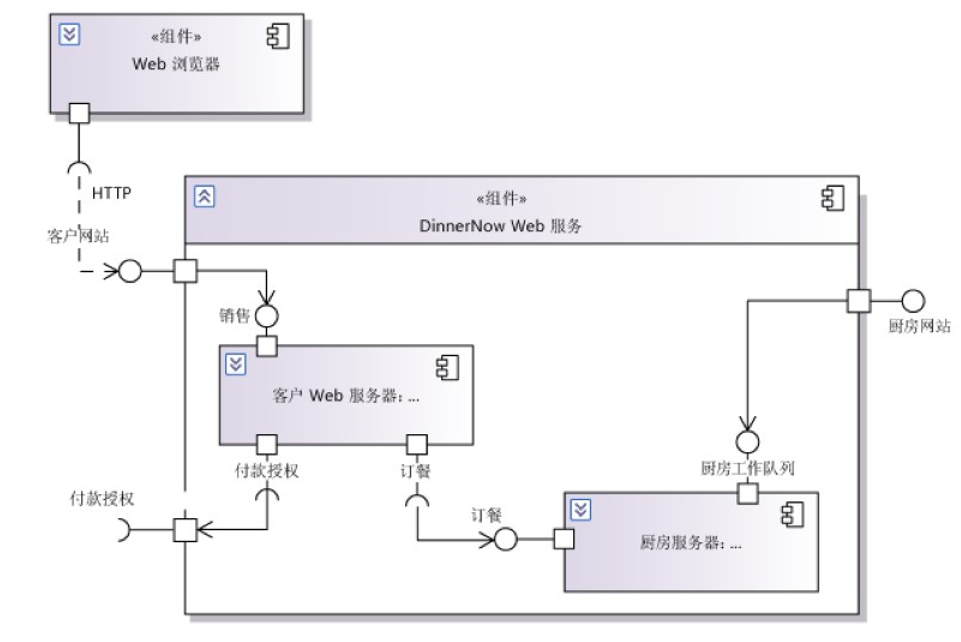 «组件»
Web 浏览器
HTTP
客户网站
«组件»
DinnerNow Web 服务
销售
厨房网站
客户 Web 服务器：...
付款授权
订餐
厨房工作队列
付款授权
订餐
厨房服务器：...